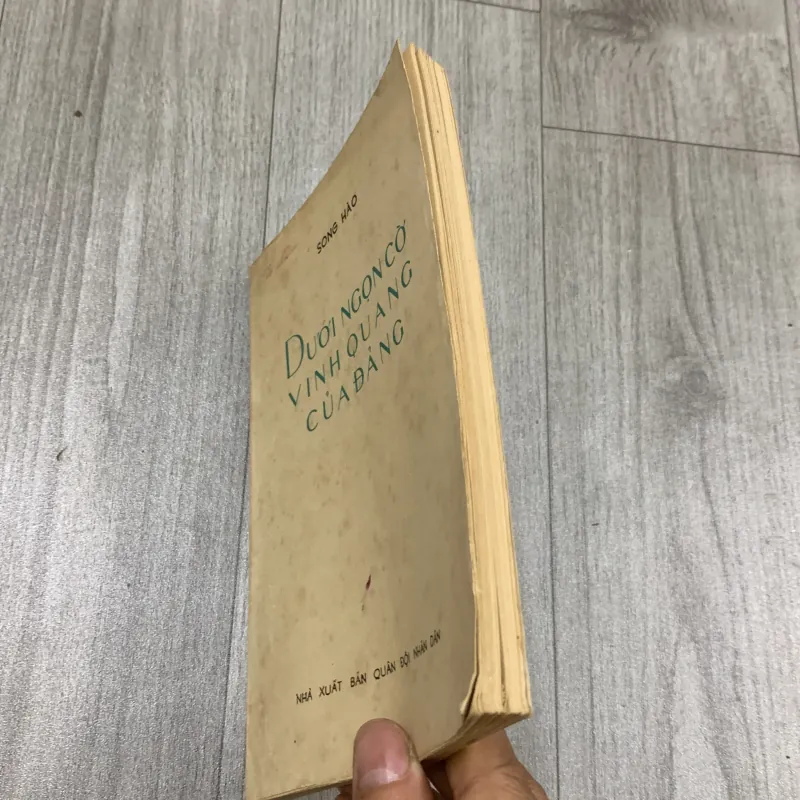 SONG HÀO
DƯỚI NGỌN CỜ
VINH QUANG
CỦA ĐẢNG
NHÀ XUẤT BẢN QUÂN ĐỘI NHÂN DÂN